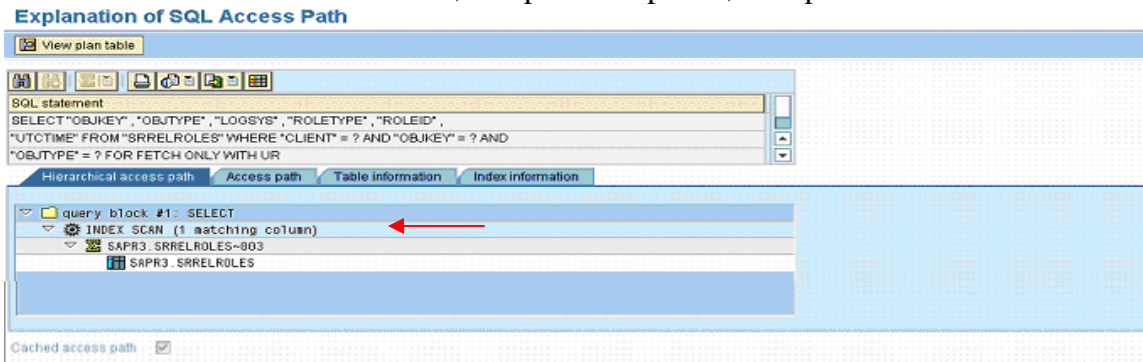 Explanation of SQL Access Path
View plan table
SQL statement
SELECT "OBJKEY" , "OBJTYPE" , "LOGSYS" , "ROLETYPE" , "ROLEID" ,
"UTCTIME" FROM "SRRELROLES" WHERE "CLIENT" = ? AND "OBJKEY" = ? AND
"OBJTYPE" = ? FOR FETCH ONLY WITH UR
Hierarchical access path Access path Table information Index information
query block #1: SELECT
INDEX SCAN (1 matching column)
SAPR3.SRRELROLES~003
SAPR3.SRRELROLES
Cached access path